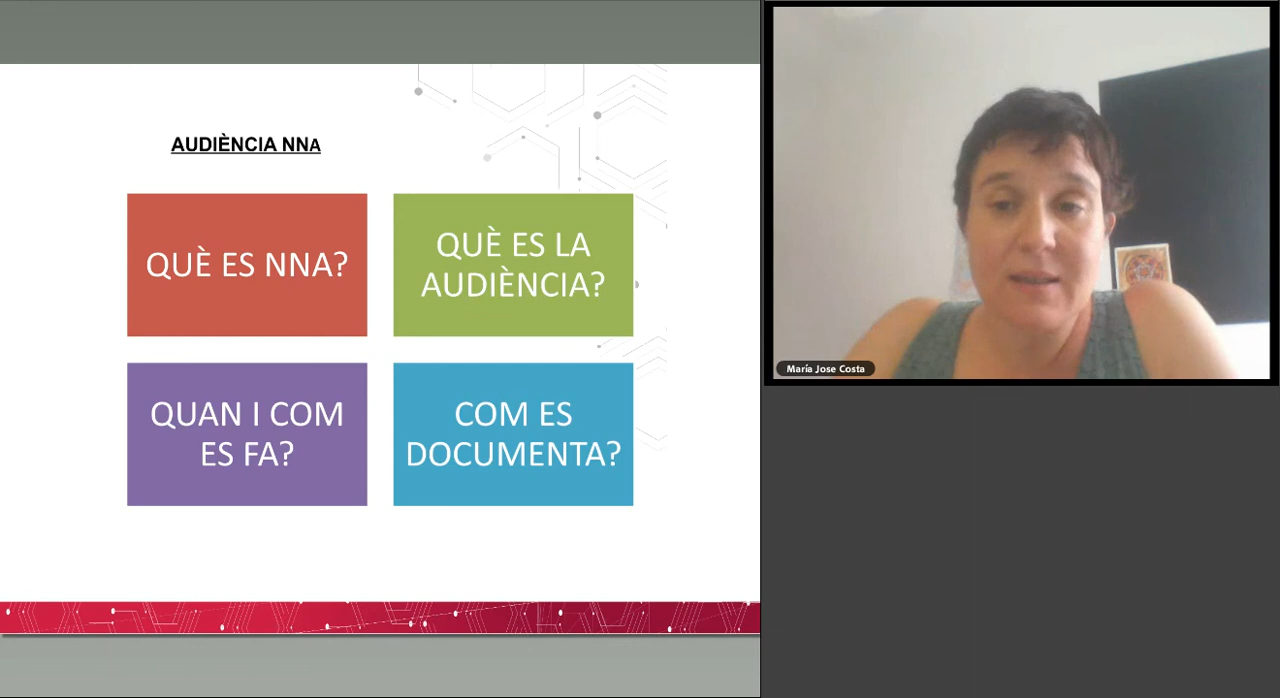 AUDIÈNCIA NNA
QUÈ ES NNA?
QUÈ ES LA
AUDIÈNCIA?
QUAN I COM
ES FA?
COM ES
DOCUMENTA?
María Jose Costa